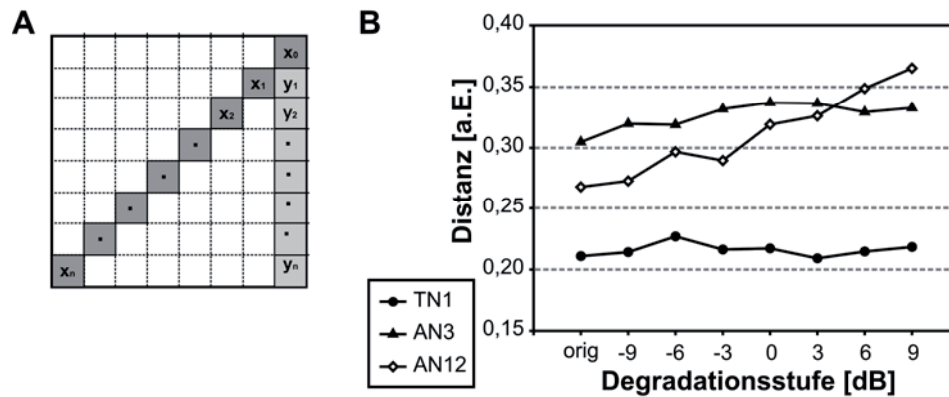 A
x₀
x₁ y₁
x₂ y₂
xₙ yₙ
B
Distanz [a.E.]
0,40
0,35
0,30
0,25
0,20
0,15
orig -9 -6 -3 0 3 6 9
Degradationsstufe [dB]
TN1
AN3
AN12